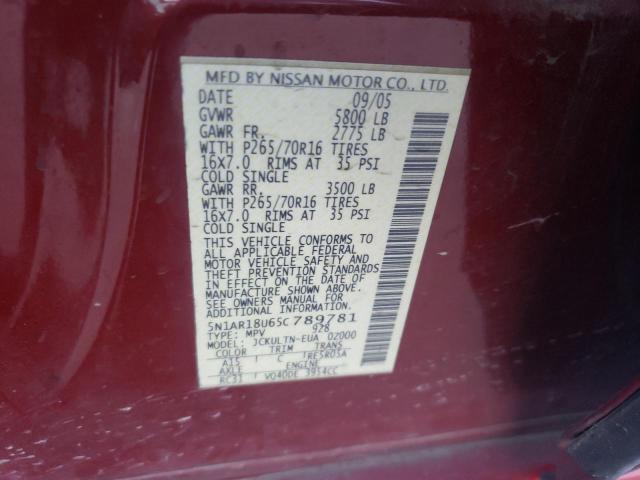 MFD BY NISSAN MOTOR CO., LTD.
DATE 09/05
GVWR 5800 LB
GAWR FR. 2775 LB
WITH P265/70R16 TIRES
16X7.0 RIMS AT 35 PSI
COLD SINGLE
GAWR RR. 3500 LB
WITH P265/70R16 TIRES
16X7.0 RIMS AT 35 PSI
COLD SINGLE
THIS VEHICLE CONFORMS TO
ALL APPLICABLE FEDERAL
MOTOR VEHICLE SAFETY AND
THEFT PREVENTION STANDARDS
IN EFFECT ON THE DATE OF
MANUFACTURE SHOWN ABOVE.
SEE OWNERS MANUAL FOR
ADDITIONAL INFORMATION
5N1AR18U65C789781
TYPE: MPV 928
MODEL: JCKULTN-EUA 02000
COLOR TRIM TRANS
A15 C RE5R05A
AXLE ENGINE
RC31 VQ40DE 3954CC